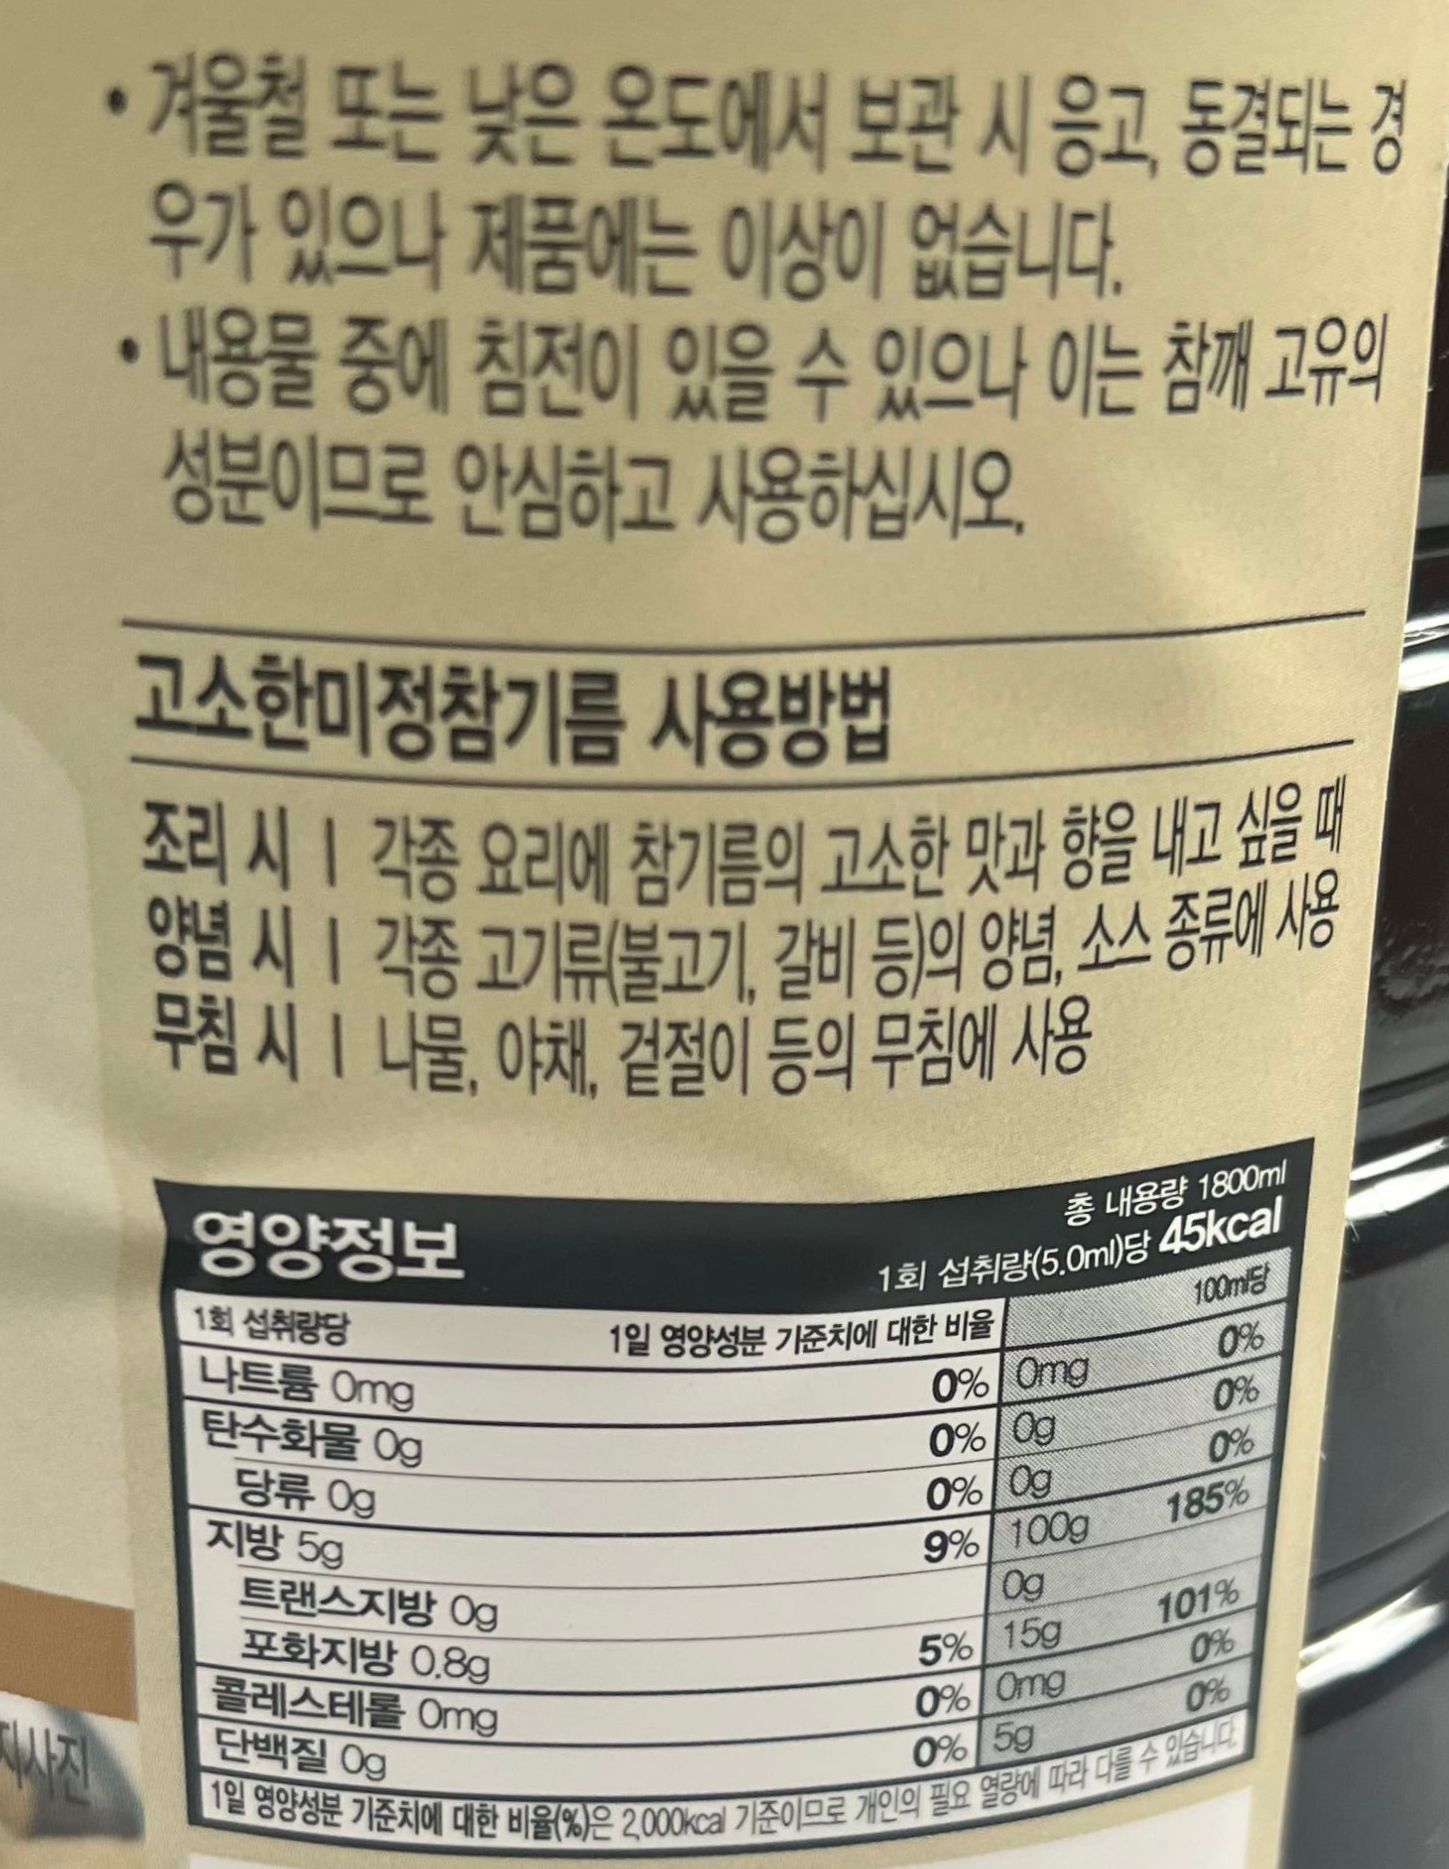 • 겨울철 또는 낮은 온도에서 보관 시 응고, 동결되는 경
우가 있으나 제품에는 이상이 없습니다.
• 내용물 중에 침전이 있을 수 있으나 이는 참깨 고유의
성분이므로 안심하고 사용하십시오.
고소한미정참기름 사용방법
조리 시 | 각종 요리에 참기름의 고소한 맛과 향을 내고 싶을 때
양념 시 | 각종 고기류(불고기, 갈비 등)의 양념, 소스 종류에 사용
무침 시 | 나물, 야채, 겉절이 등의 무침에 사용
영양정보
총 내용량 1800ml
1회 섭취량(5.0ml)당 45kcal
1회 섭취량당 1일 영양성분 기준치에 대한 비율 100ml당
나트륨 0mg 0% 0mg 0%
탄수화물 0g 0% 0g 0%
당류 0g 0% 0g 0%
지방 5g 9% 100g 185%
트랜스지방 0g 0g
포화지방 0.8g 5% 15g 101%
콜레스테롤 0mg 0% 0mg 0%
단백질 0g 0% 5g 0%
1일 영양성분 기준치에 대한 비율(%)은 2,000kcal 기준이므로 개인의 필요 열량에 따라 다를 수 있습니다.
지사진